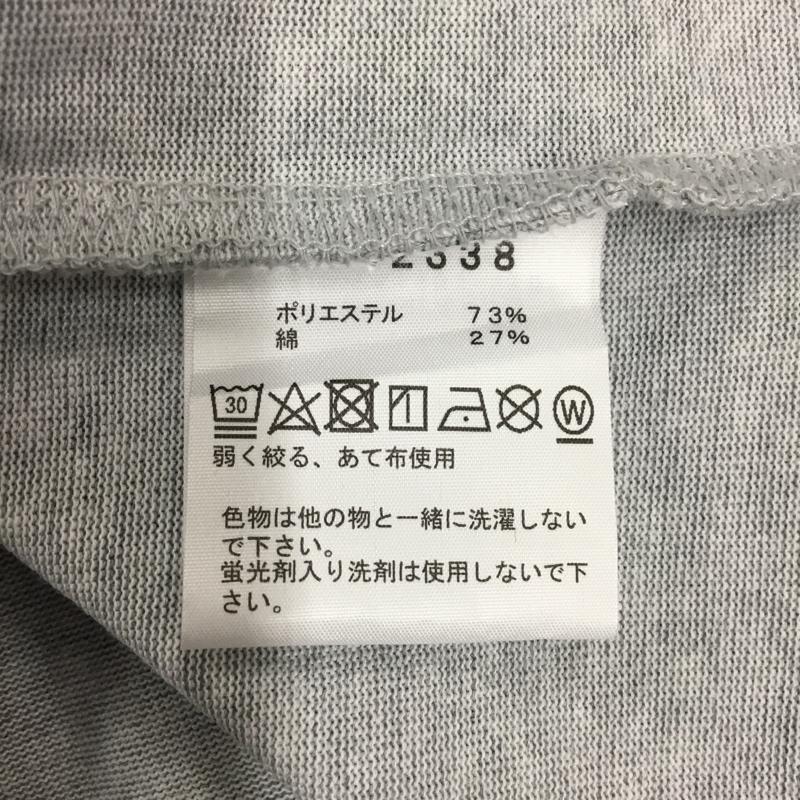 2338
ポリエステル 73%
綿 27%
30 W
弱く絞る、あて布使用
色物は他の物と一緒に洗濯しない
で下さい。
蛍光剤入り洗剤は使用しないで下
さい。